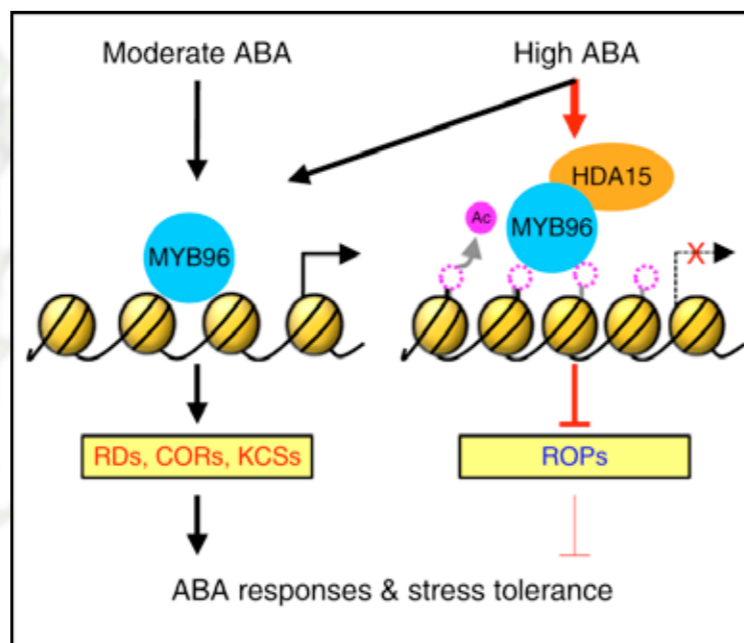 Moderate ABA
High ABA
HDA15
Ac
MYB96
MYB96
X
RDs, CORs, KCSs
ROPs
ABA responses & stress tolerance